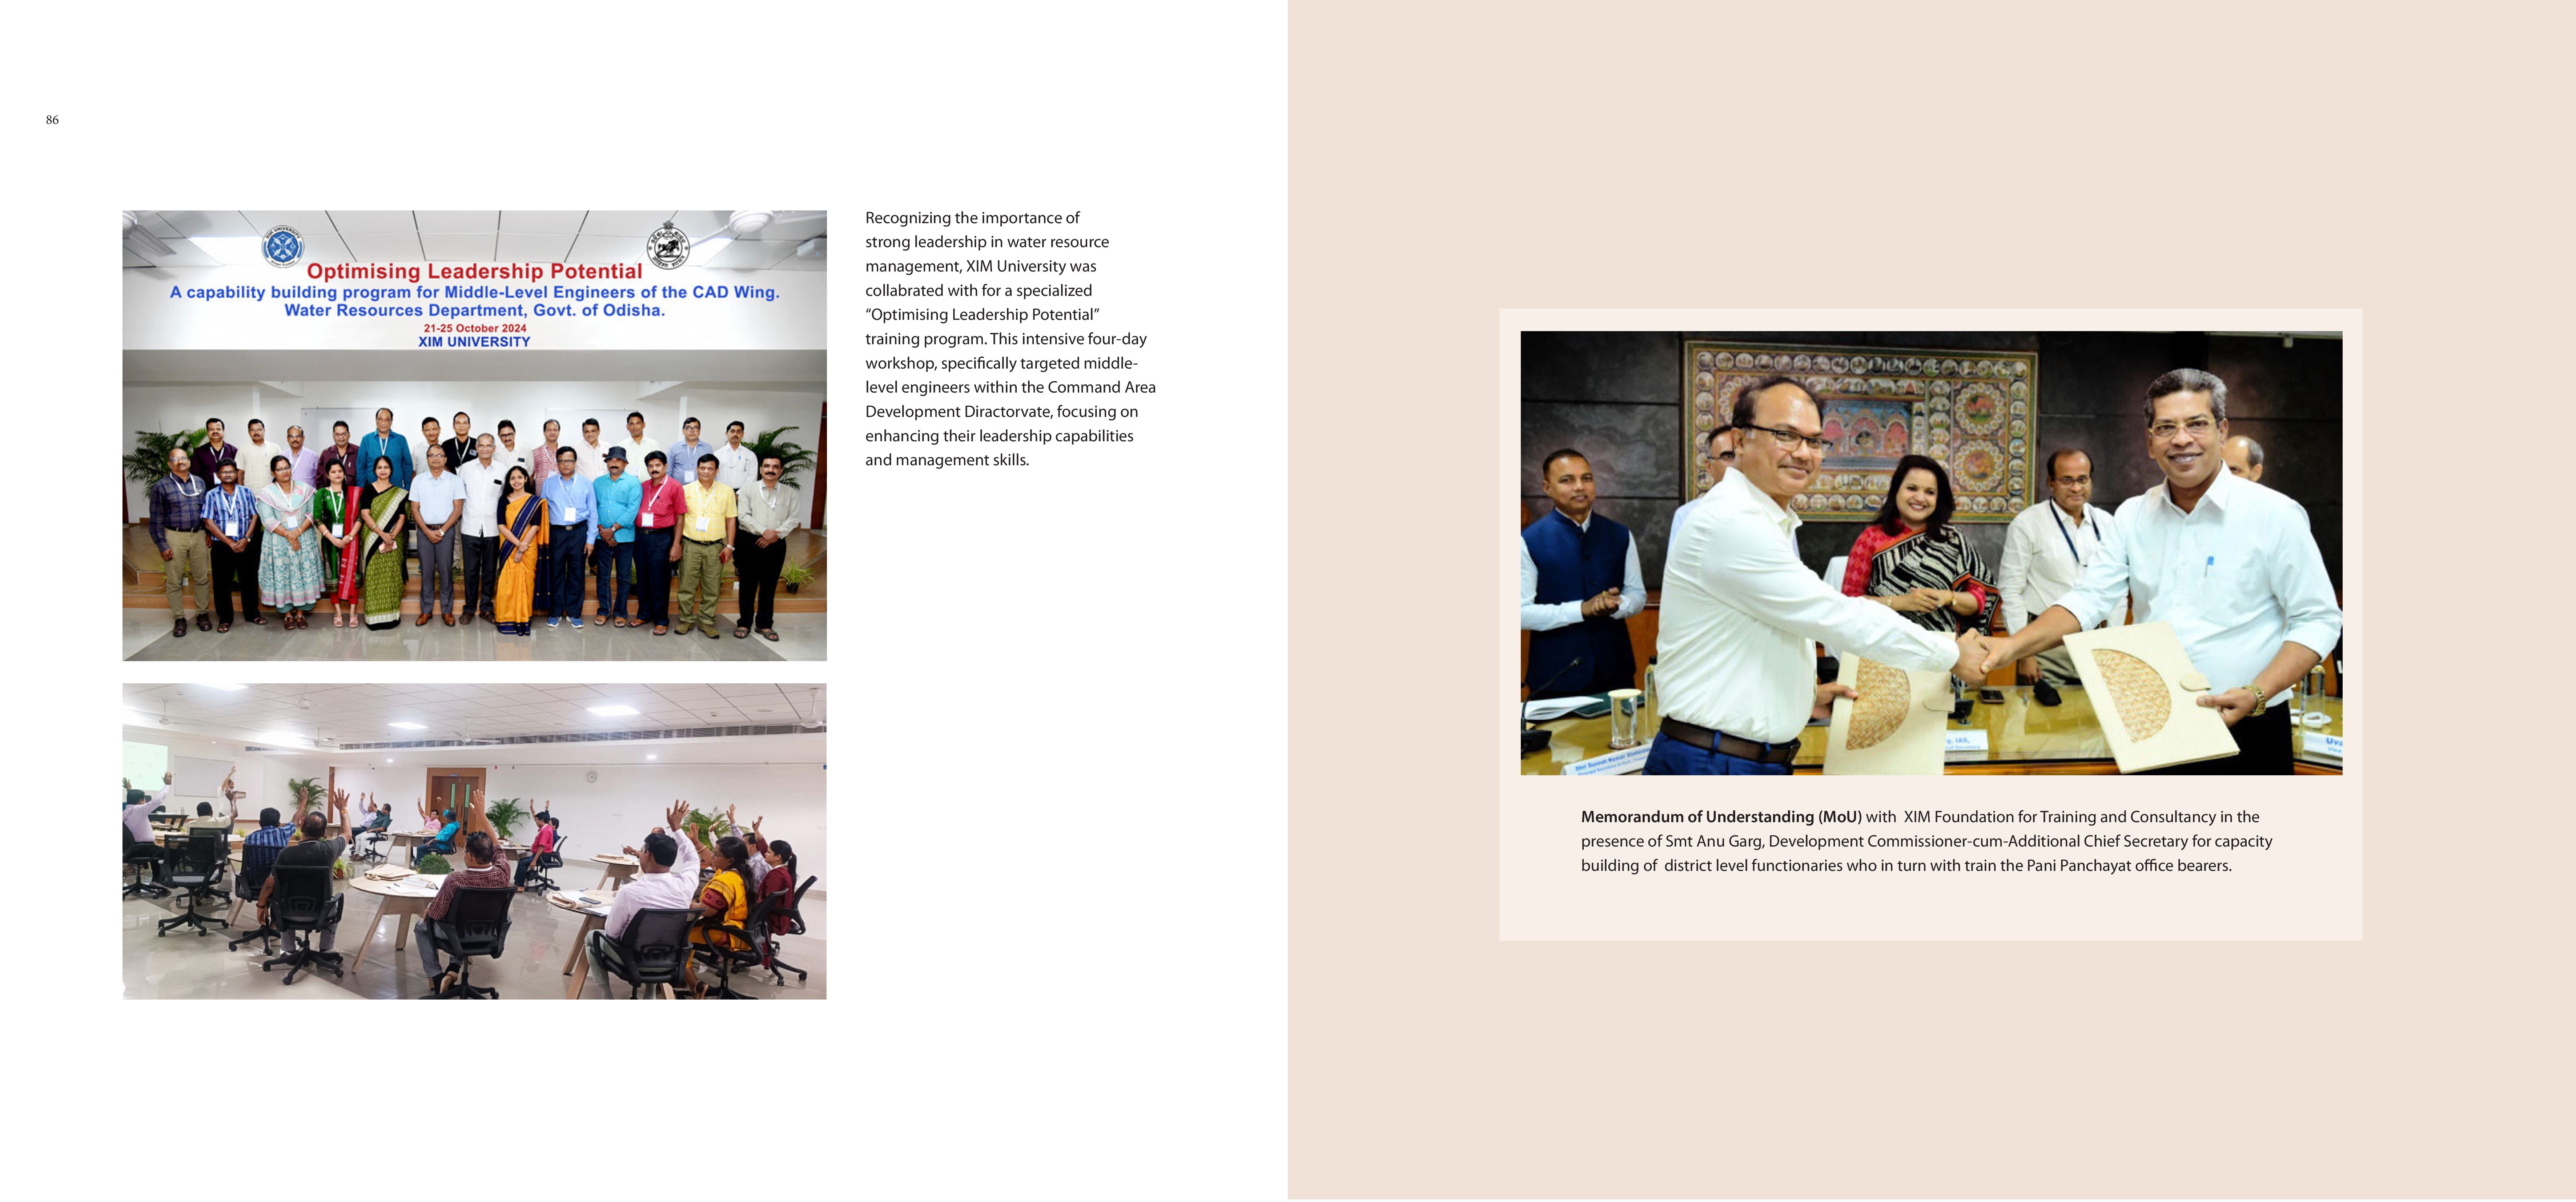 86
XIM UNIVERSITY
Optimising Leadership Potential
A capability building program for Middle-Level Engineers of the CAD Wing.
Water Resources Department, Govt. of Odisha.
21-25 October 2024
XIM UNIVERSITY
Recognizing the importance of
strong leadership in water resource
management, XIM University was
collabrated with for a specialized
“Optimising Leadership Potential”
training program. This intensive four-day
workshop, specifically targeted middle-
level engineers within the Command Area
Development Diractorvate, focusing on
enhancing their leadership capabilities
and management skills.
IAS,
Memorandum of Understanding (MoU) with  XIM Foundation for Training and Consultancy in the
presence of Smt Anu Garg, Development Commissioner-cum-Additional Chief Secretary for capacity
building of  district level functionaries who in turn with train the Pani Panchayat office bearers.